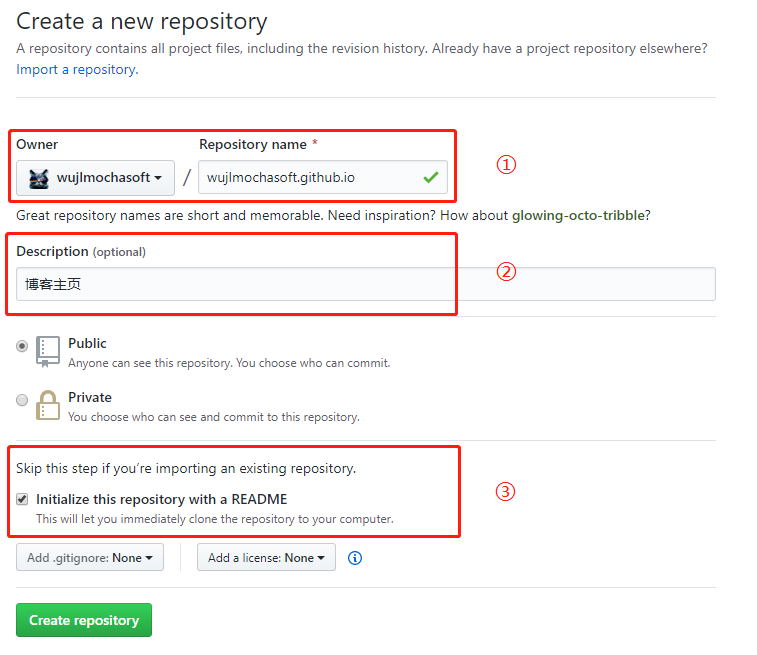 Create a new repository
A repository contains all project files, including the revision history. Already have a project repository elsewhere?
Import a repository.
Owner
Repository name *
wujlmochasoft
/
wujlmochasoft.github.io
①
Great repository names are short and memorable. Need inspiration? How about glowing-octo-tribble?
Description (optional)
博客主页
②
Public
Anyone can see this repository. You choose who can commit.
Private
You choose who can see and commit to this repository.
Skip this step if you’re importing an existing repository.
Initialize this repository with a README
This will let you immediately clone the repository to your computer.
③
Add .gitignore: None
Add a license: None
Create repository